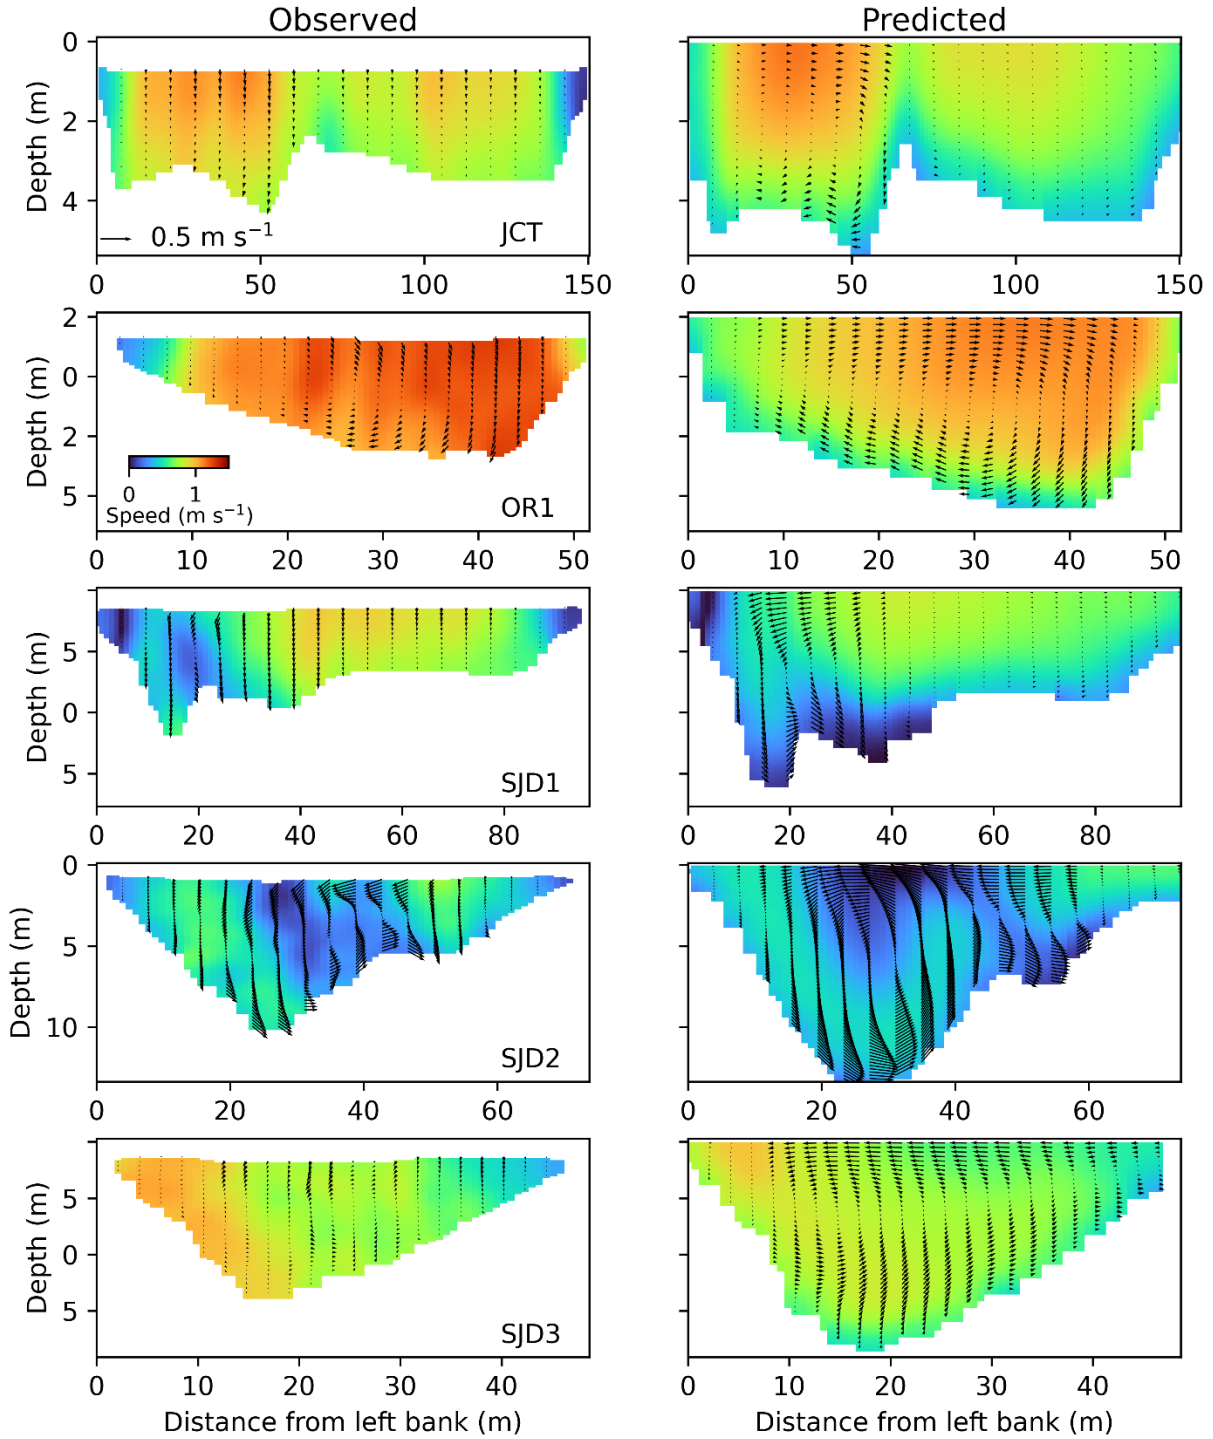 Observed Predicted
0
2
4
Depth (m)
0.5 m s⁻¹
JCT
0 50 100 150
0 50 100 150
2
0
2
5
Depth (m)
0 1
Speed (m s⁻¹)
OR1
0 10 20 30 40 50
0 10 20 30 40 50
5
0
5
Depth (m)
SJD1
0 20 40 60 80
0 20 40 60 80
0
5
10
Depth (m)
SJD2
0 20 40 60
0 20 40 60
5
0
5
Depth (m)
SJD3
0 10 20 30 40
0 10 20 30 40
Distance from left bank (m) Distance from left bank (m)